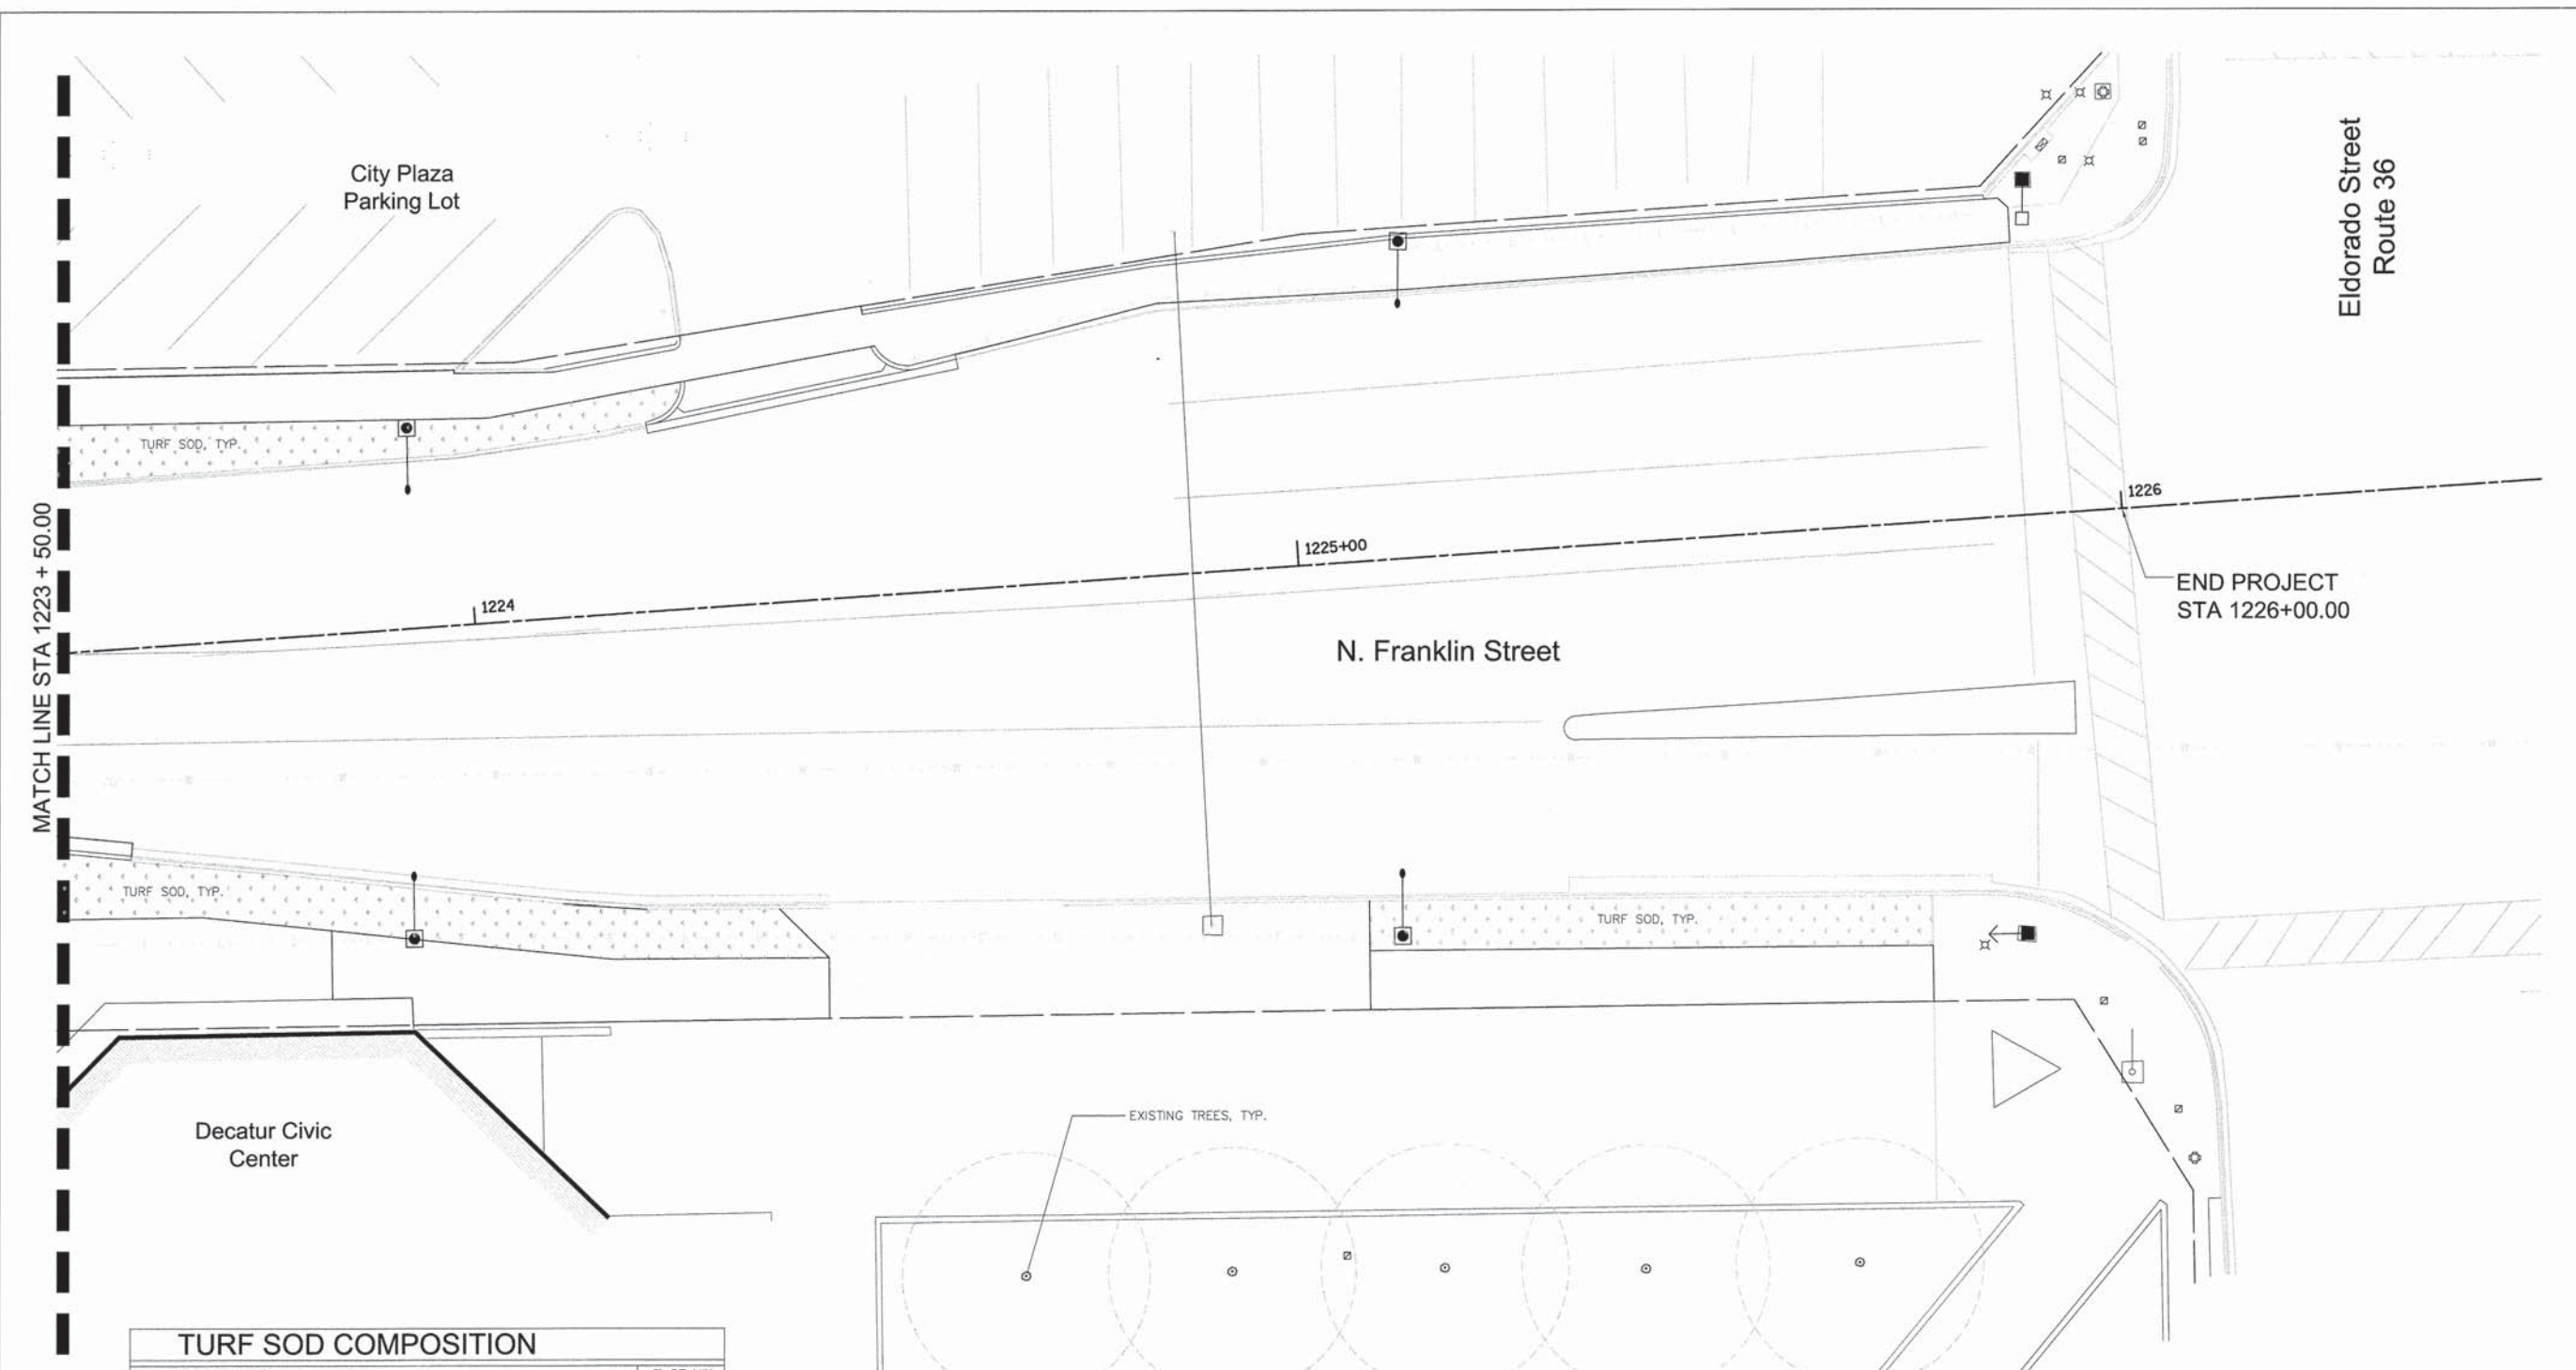 City Plaza
Parking Lot
Eldorado Street
Route 36
TURF SOD, TYP.
MATCH LINE STA 1223 + 50.00
1226
1225+00
1224
END PROJECT
STA 1226+00.00
N. Franklin Street
TURF SOD, TYP.
TURF SOD, TYP.
EXISTING TREES, TYP.
Decatur Civic
Center
TURF SOD COMPOSITION